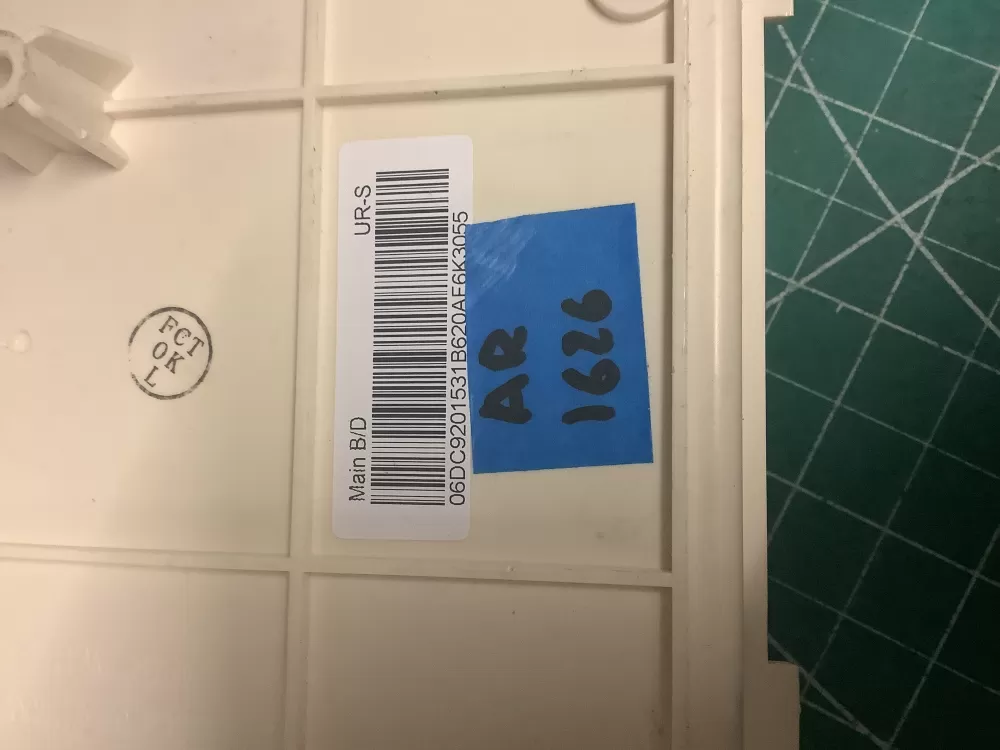 FCT
OK
L
Main B/D UR-S
06DC9201531B620AF6K3055
AR
1626